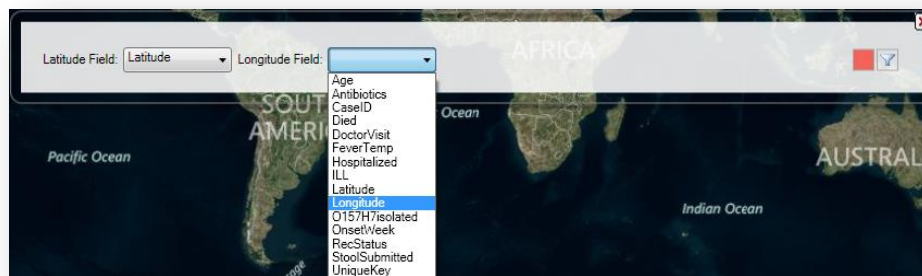 Latitude Field: Latitude Longitude Field:
AFRICA
Age
Antibiotics
CaseID
Died
DoctorVisit
FeverTemp
Hospitalized
ILL
Latitude
Longitude
O157H7isolated
OnsetWeek
RecStatus
StoolSubmitted
UniqueKey
SOUT
AMERI
Ocean
Pacific Ocean
AUSTRAL
Indian Ocean